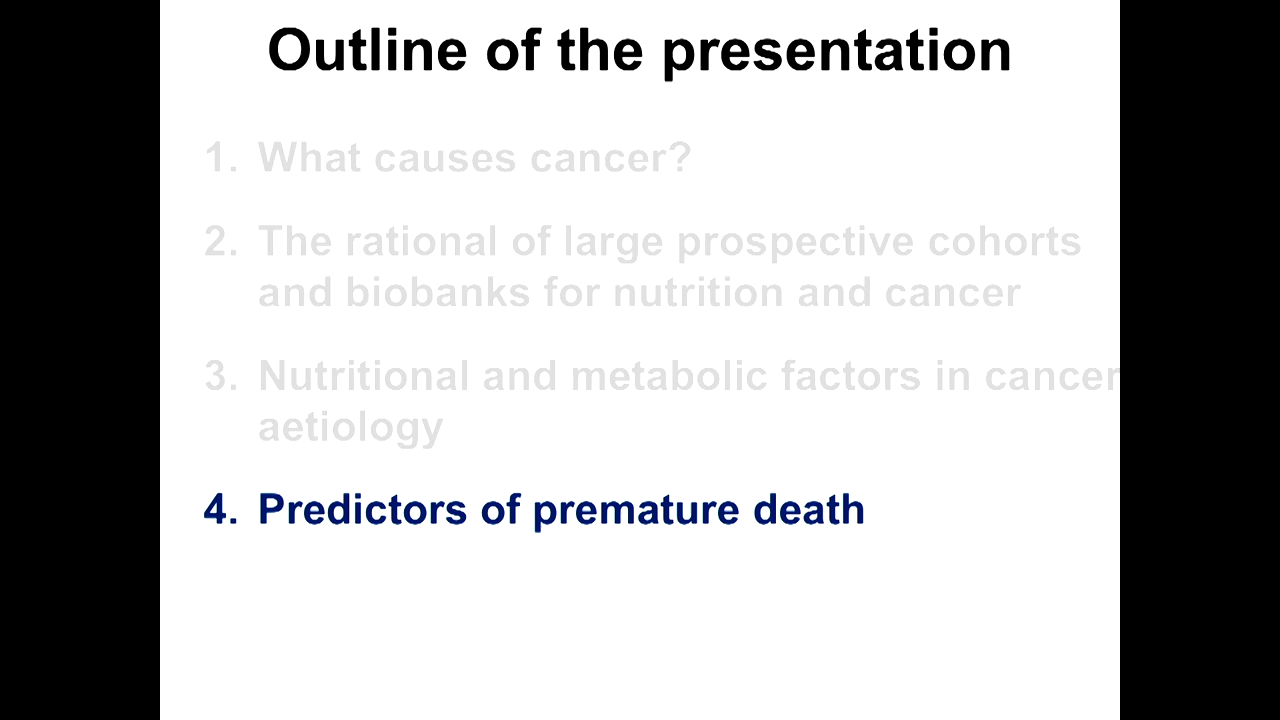 Outline of the presentation
1. What causes cancer?
2. The rational of large prospective cohorts
and biobanks for nutrition and cancer
3. Nutritional and metabolic factors in cancer
aetiology
4. Predictors of premature death